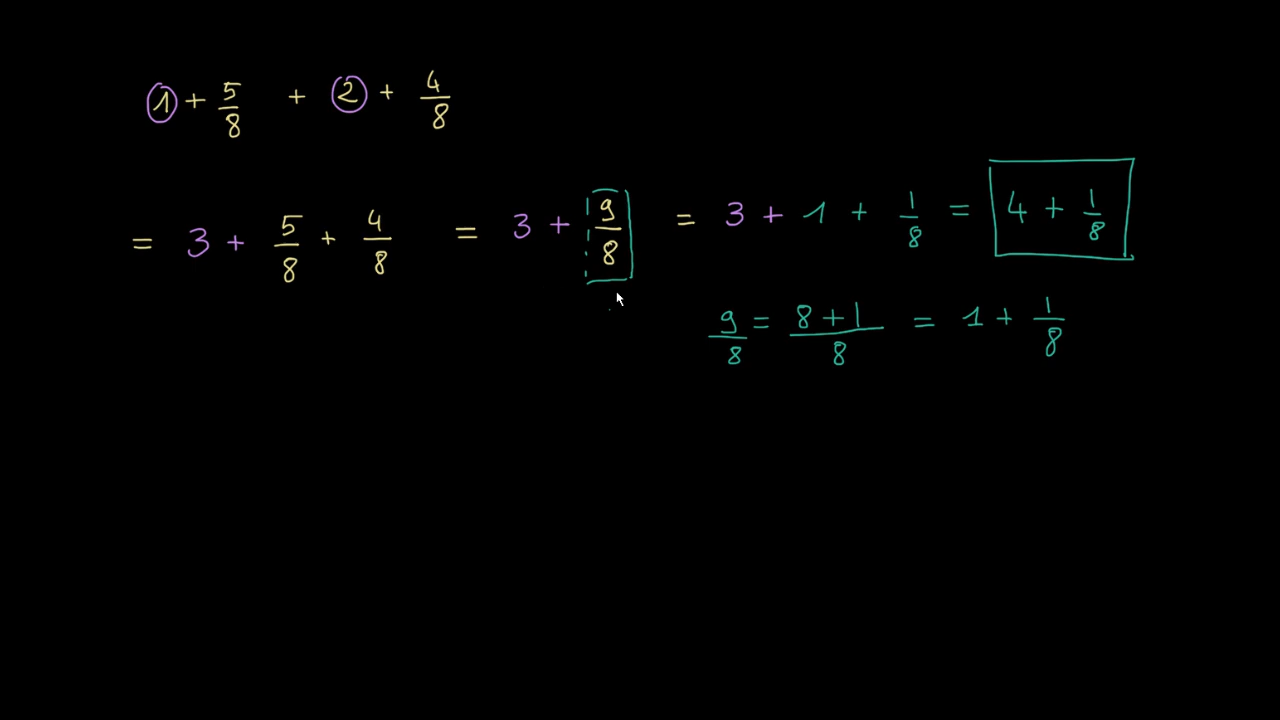 1 + 5/8 + 2 + 4/8
= 3 + 5/8 + 4/8 = 3 + 9/8 = 3 + 1 + 1/8 = 4 + 1/8
9/8 = 8+1/8 = 1 + 1/8